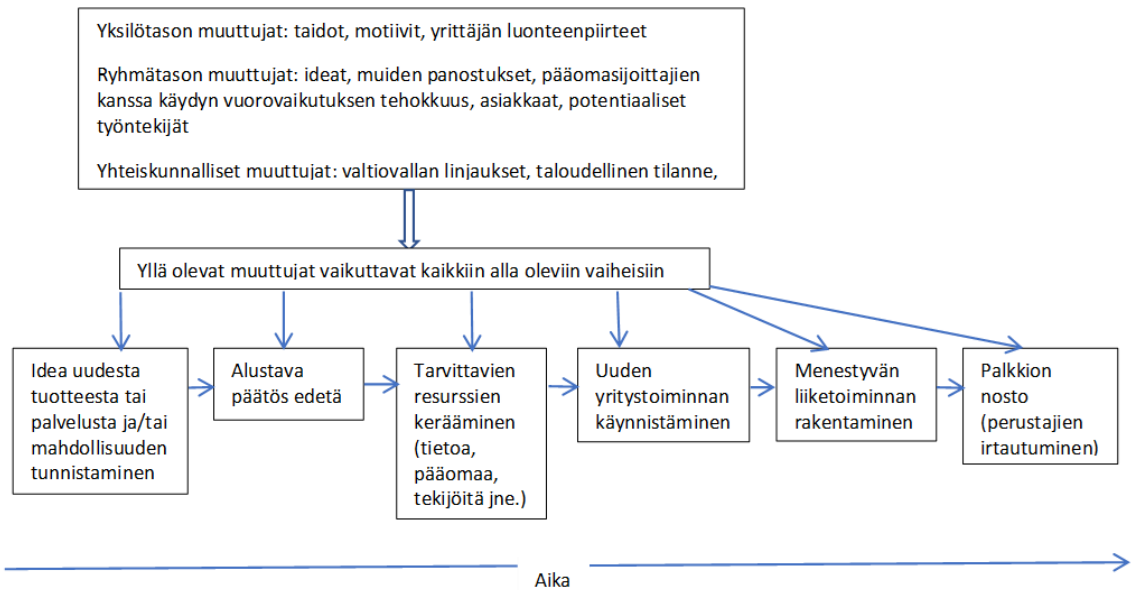 Yksilötason muuttujat: taidot, motiivit, yrittäjän luonteenpiirteet
Ryhmätason muuttujat: ideat, muiden panostukset, pääomasijoittajien
kanssa käydyn vuorovaikutuksen tehokkuus, asiakkaat, potentiaaliset
työntekijät
Yhteiskunnalliset muuttujat: valtiovallan linjaukset, taloudellinen tilanne,
Yllä olevat muuttujat vaikuttavat kaikkiin alla oleviin vaiheisiin
Idea uudesta
tuotteesta tai
palvelusta ja/tai
mahdollisuuden
tunnistaminen
Alustava
päätös edetä
Tarvittavien
resurssien
kerääminen
(tietoa,
pääomaa,
tekijöitä jne.)
Uuden
yritystoiminnan
käynnistäminen
Menestyvän
liiketoiminnan
rakentaminen
Palkkion
nosto
(perustajien
irtautuminen)
Aika